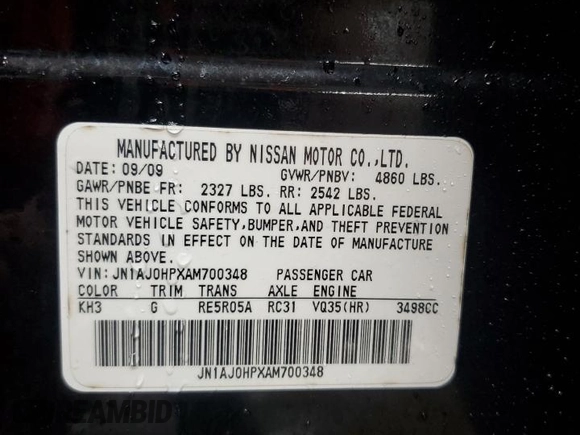 MANUFACTURED BY NISSAN MOTOR CO.,LTD.
DATE: 09/09 GVWR/PNBV: 4860 LBS.
GAWR/PNBE FR: 2327 LBS. RR: 2542 LBS.
THIS VEHICLE CONFORMS TO ALL APPLICABLE FEDERAL
MOTOR VEHICLE SAFETY,BUMPER,AND THEFT PREVENTION
STANDARDS IN EFFECT ON THE DATE OF MANUFACTURE
SHOWN ABOVE.
VIN: JN1AJ0HPXAM700348 PASSENGER CAR
COLOR TRIM TRANS AXLE ENGINE
KH3 G RE5R05A RC31 VQ35(HR) 3498CC
JN1AJ0HPXAM700348